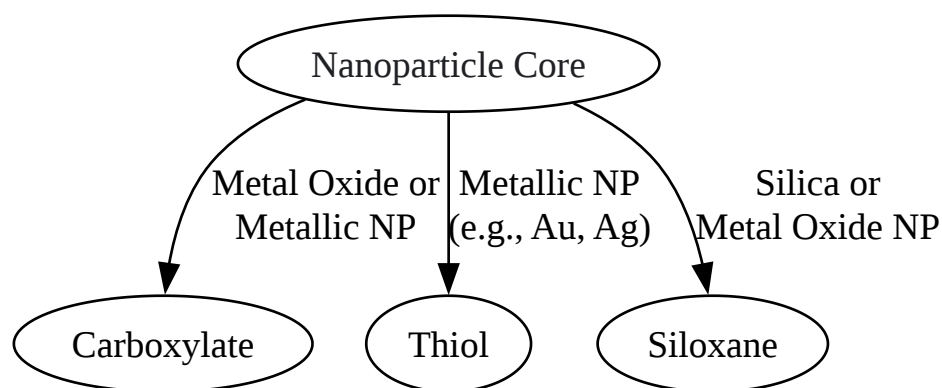 Nanoparticle Core
Metal Oxide or
Metallic NP
Metallic NP
(e.g., Au, Ag)
Silica or
Metal Oxide NP
Carboxylate
Thiol
Siloxane